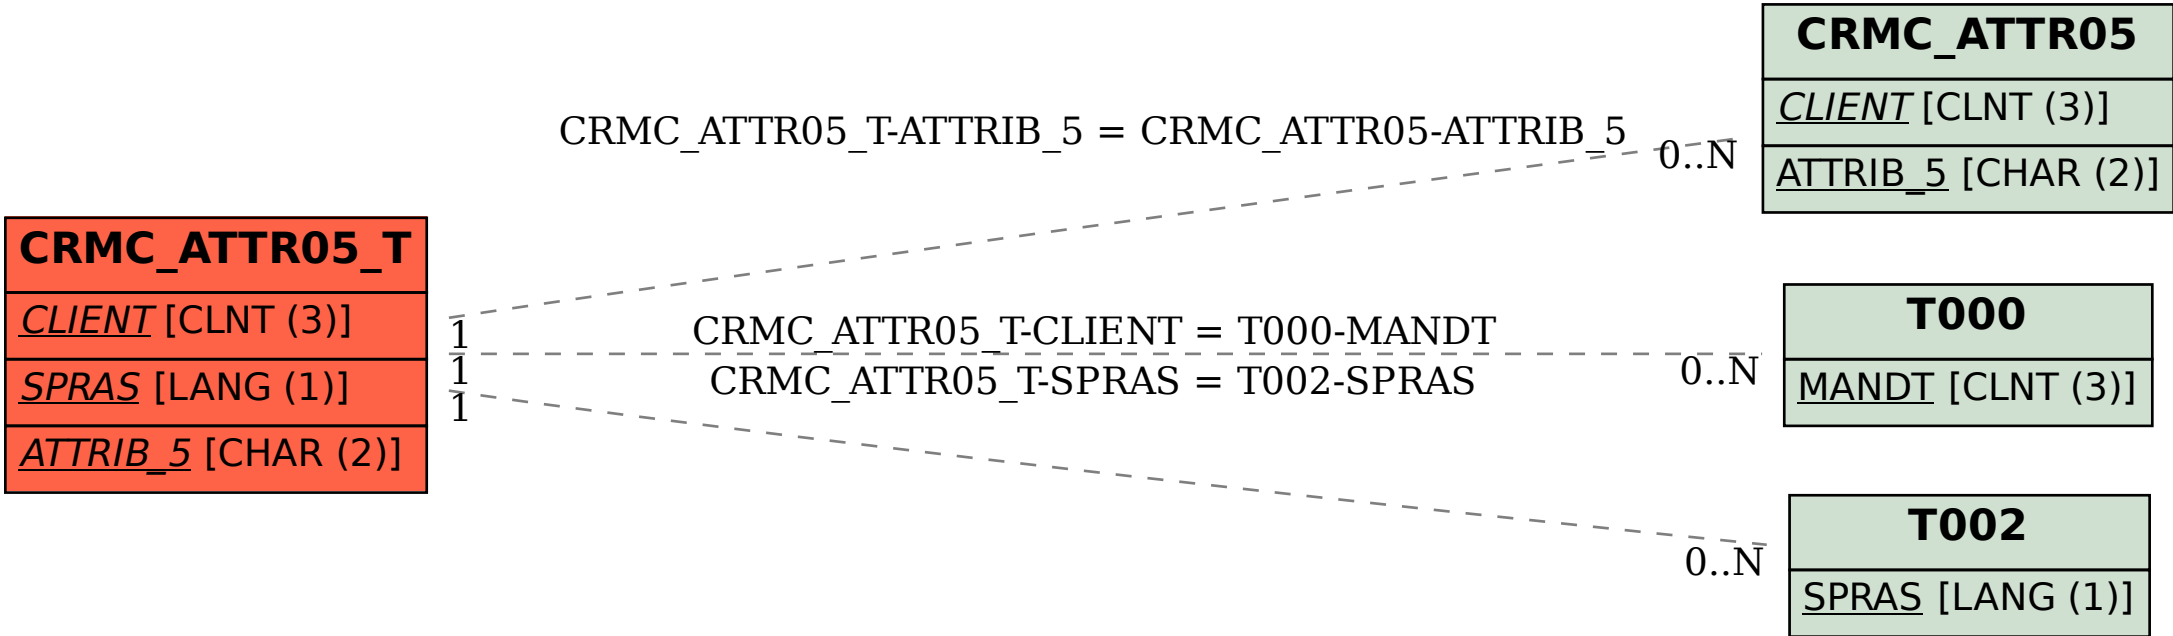 CRMC_ATTR05_T
CLIENT [CLNT (3)]
SPRAS [LANG (1)]
ATTRIB_5 [CHAR (2)]
CRMC_ATTR05_T-ATTRIB_5 = CRMC_ATTR05-ATTRIB_5
1
0..N
CRMC_ATTR05_T-CLIENT = T000-MANDT
1
0..N
CRMC_ATTR05_T-SPRAS = T002-SPRAS
1
0..N
CRMC_ATTR05
CLIENT [CLNT (3)]
ATTRIB_5 [CHAR (2)]
T000
MANDT [CLNT (3)]
T002
SPRAS [LANG (1)]